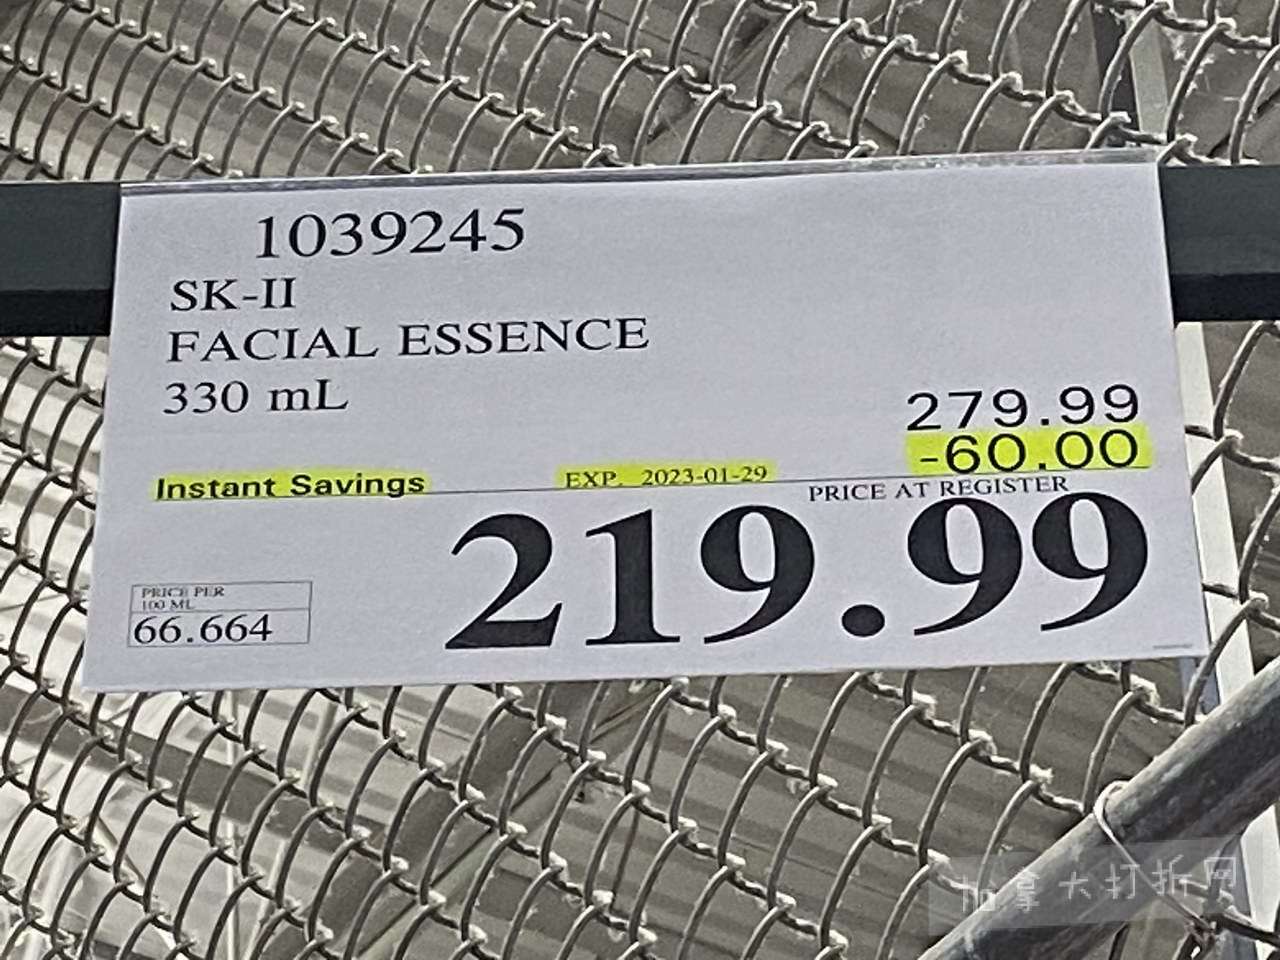 1039245
SK-II
FACIAL ESSENCE
330 mL
279.99
-60.00
Instant Savings
EXP. 2023-01-29
PRICE AT REGISTER
219.99
PRICE PER
100 ML
66.664
加拿大打折网